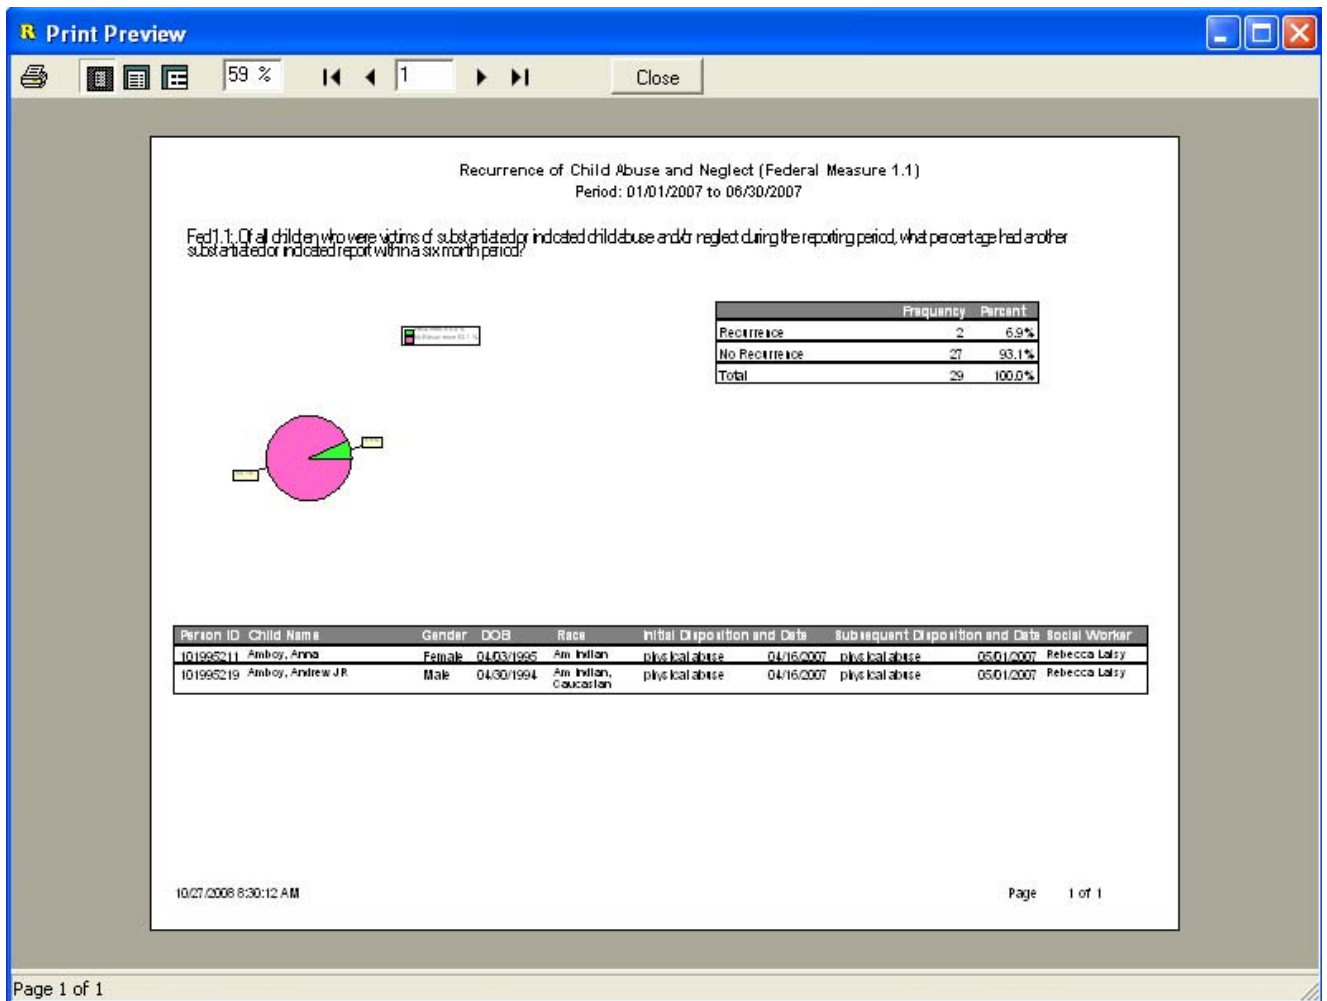 Print Preview
59 % 1 Close
Recurrence of Child Abuse and Neglect (Federal Measure 1.1)
Period: 01/01/2007 to 06/30/2007
Fed1.1: Of all children who were victims of substantiated or indicated child abuse and/or neglect during the reporting period, what percentage had another
substantiated or indicated report within a six month period?
Frequency Percent
Recurrence 2 6.9%
No Recurrence 27 93.1%
Total 29 100.0%
Person ID Child Name Gender DOB Race Initial Disposition and Date Subsequent Disposition and Date Social Worker
101995211 Amboy, Anna Female 04/03/1995 Am Indian physical abuse 04/16/2007 physical abuse 05/01/2007 Rebecca Laisy
101995219 Amboy, Andrew JR Male 04/30/1994 Am Indian, physical abuse 04/16/2007 physical abuse 05/01/2007 Rebecca Laisy
Caucasian
10/27/2008 8:30:12 AM Page 1 of 1
Page 1 of 1